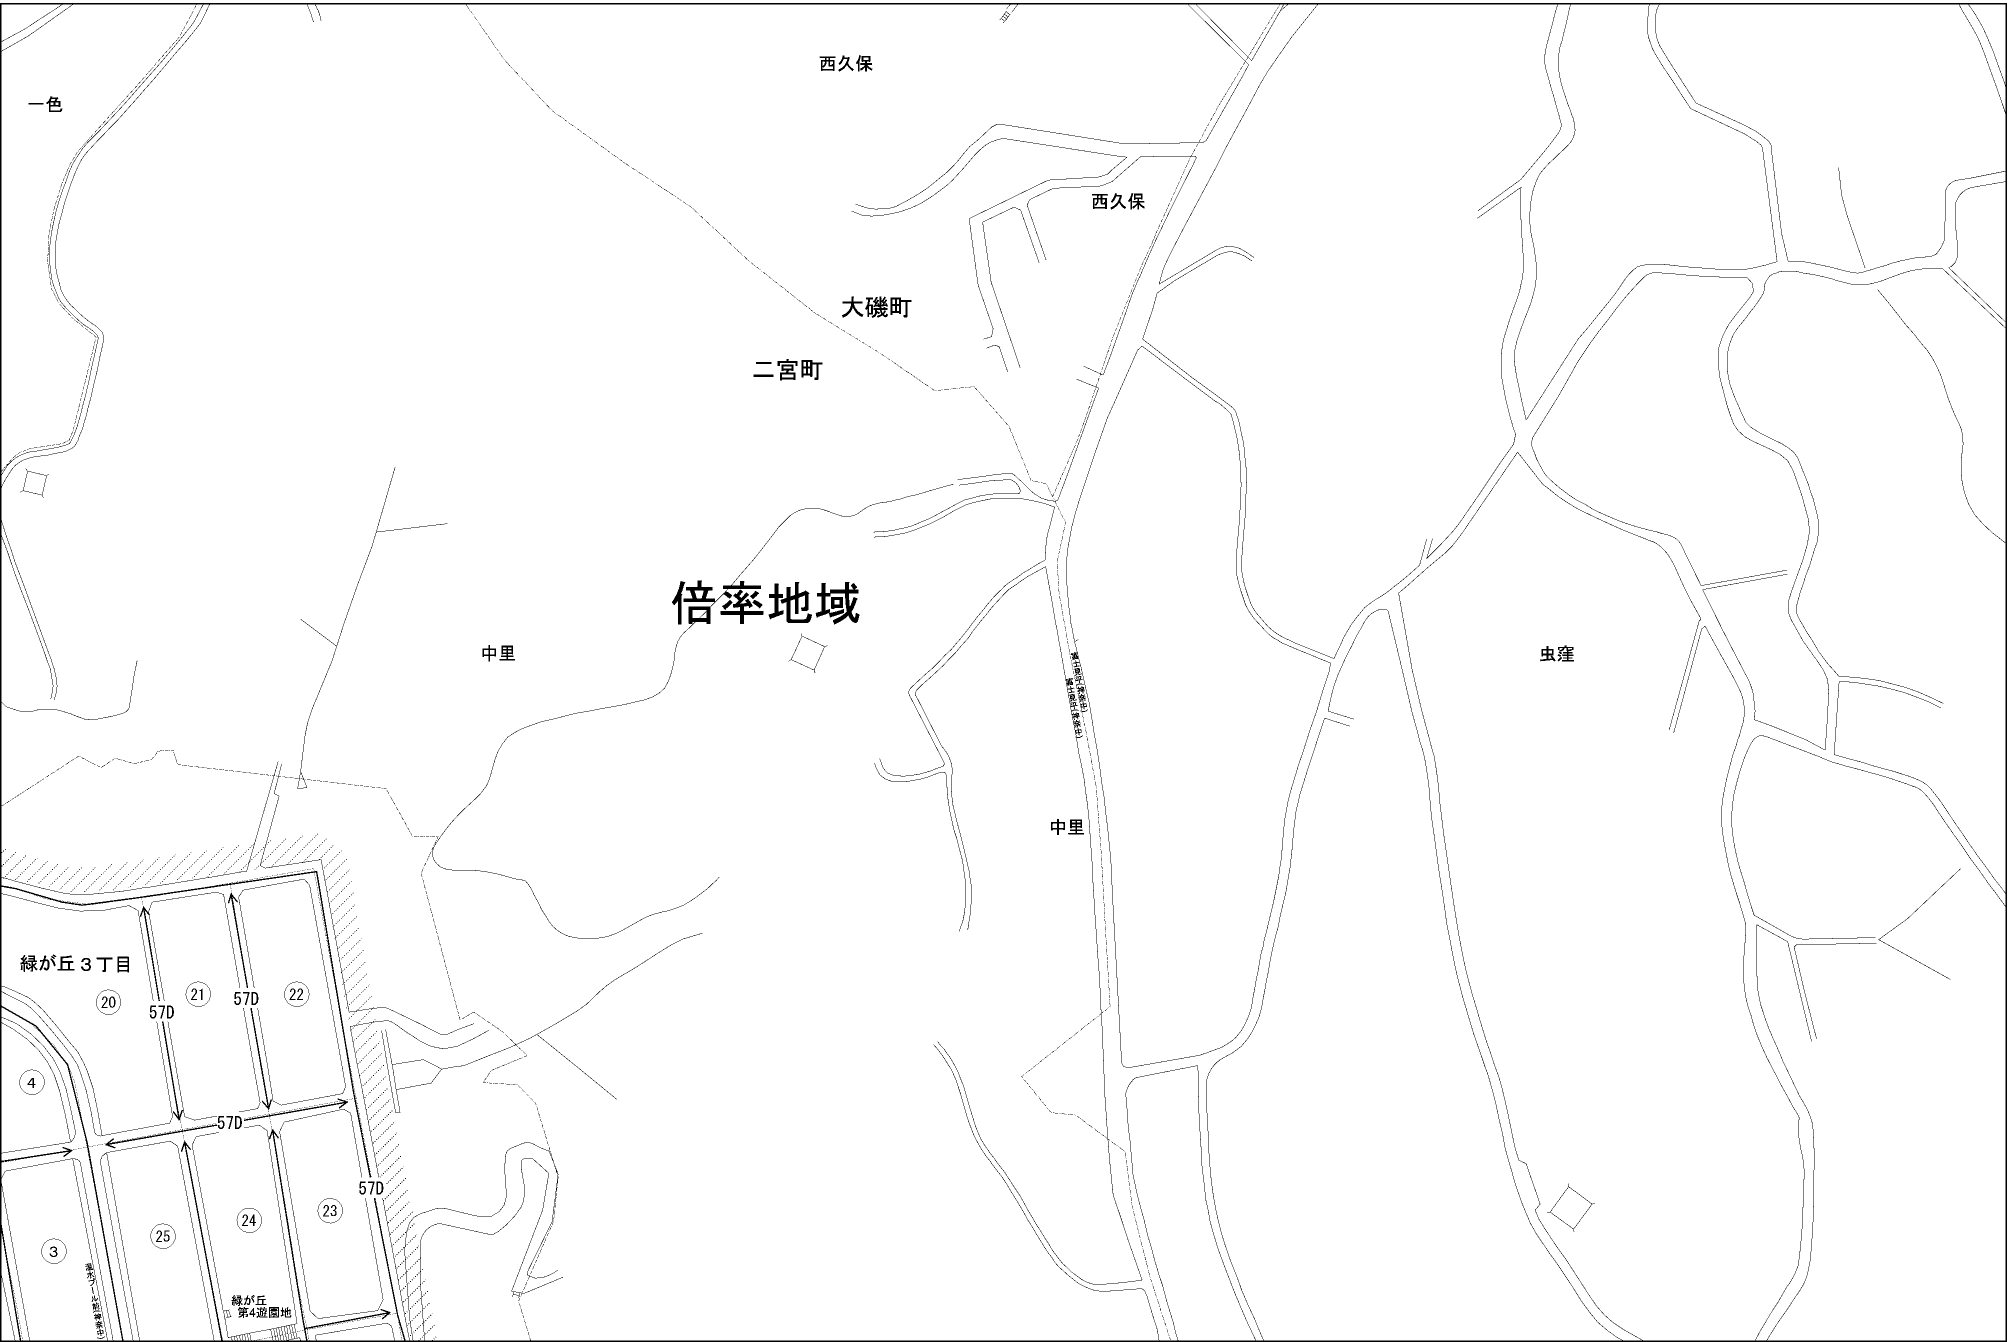 西久保
一色
西久保
大磯町
二宮町
倍率地域
中里
虫窪
中里
緑が丘3丁目
20
21
22
57D
57D
4
57D
57D
23
24
25
3
緑が丘
第4遊園地